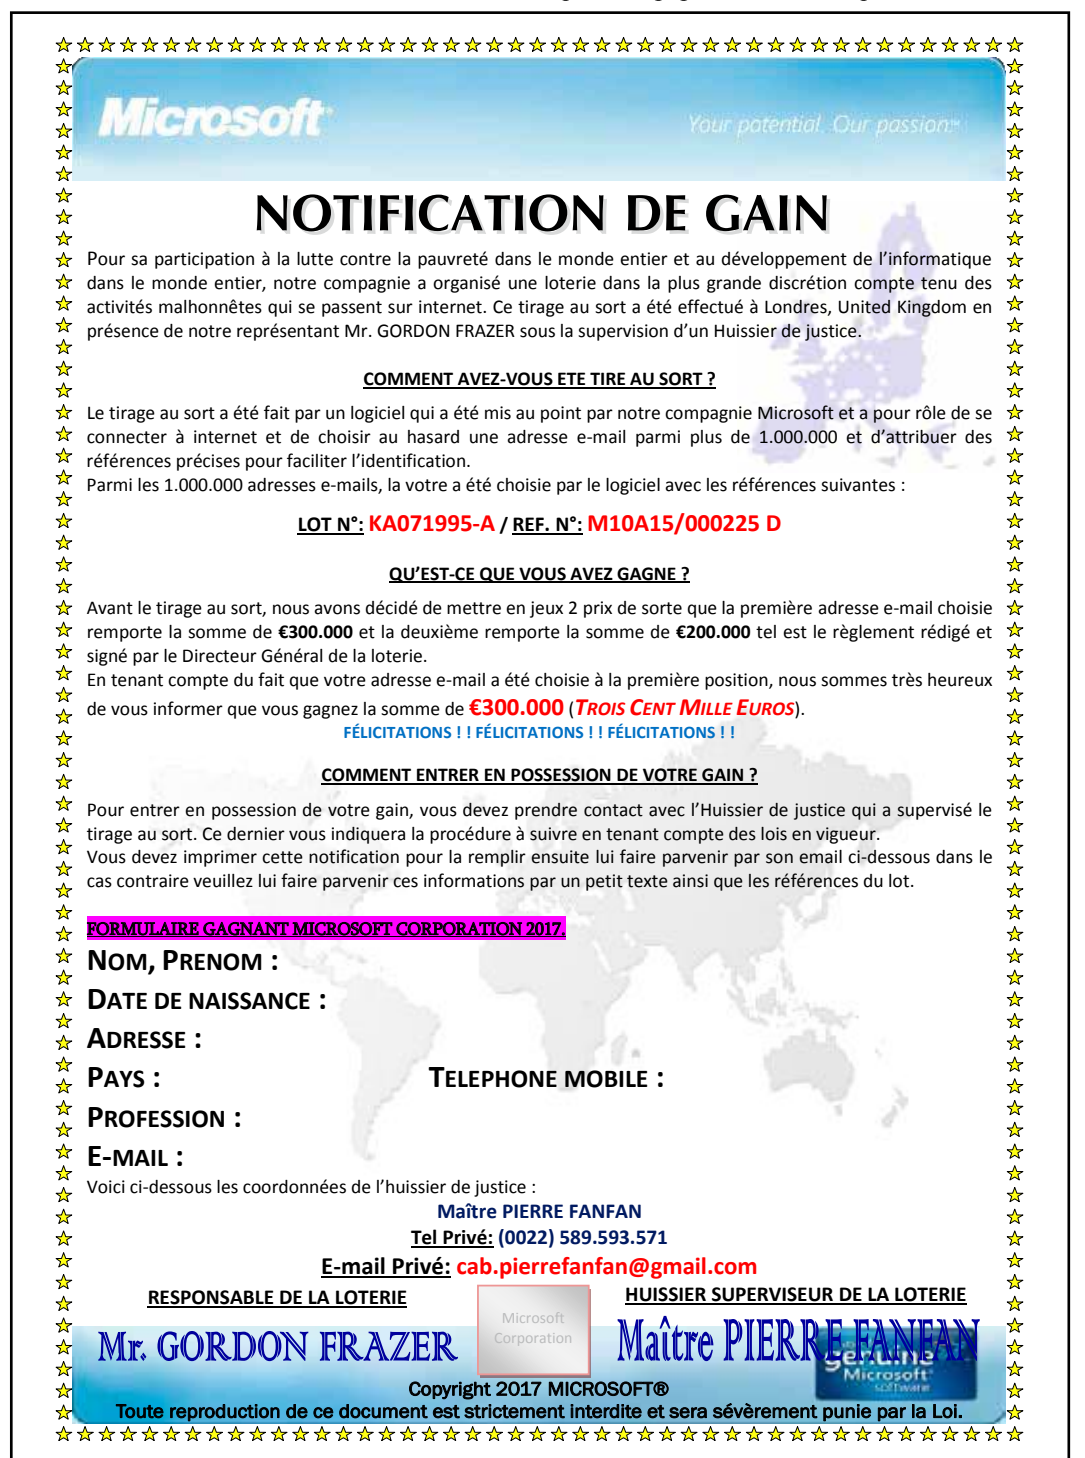 Microsoft®
Your potential. Our passion.™
NOTIFICATION DE GAIN
Pour sa participation à la lutte contre la pauvreté dans le monde entier et au développement de l’informatique
dans le monde entier, notre compagnie a organisé une loterie dans la plus grande discrétion compte tenu des
activités malhonnêtes qui se passent sur internet. Ce tirage au sort a été effectué à Londres, United Kingdom en
présence de notre représentant Mr. GORDON FRAZER sous la supervision d’un Huissier de justice.
COMMENT AVEZ-VOUS ETE TIRE AU SORT ?
Le tirage au sort a été fait par un logiciel qui a été mis au point par notre compagnie Microsoft et a pour rôle de se
connecter à internet et de choisir au hasard une adresse e-mail parmi plus de 1.000.000 et d’attribuer des
références précises pour faciliter l’identification.
Parmi les 1.000.000 adresses e-mails, la votre a été choisie par le logiciel avec les références suivantes :
LOT N°: KA071995-A / REF. N°: M10A15/000225 D
QU’EST-CE QUE VOUS AVEZ GAGNE ?
Avant le tirage au sort, nous avons décidé de mettre en jeux 2 prix de sorte que la première adresse e-mail choisie
remporte la somme de €300.000 et la deuxième remporte la somme de €200.000 tel est le règlement rédigé et
signé par le Directeur Général de la loterie.
En tenant compte du fait que votre adresse e-mail a été choisie à la première position, nous sommes très heureux
de vous informer que vous gagnez la somme de €300.000 (TROIS CENT MILLE EUROS).
FÉLICITATIONS ! ! FÉLICITATIONS ! ! FÉLICITATIONS ! !
COMMENT ENTRER EN POSSESSION DE VOTRE GAIN ?
Pour entrer en possession de votre gain, vous devez prendre contact avec l’Huissier de justice qui a supervisé le
tirage au sort. Ce dernier vous indiquera la procédure à suivre en tenant compte des lois en vigueur.
Vous devez imprimer cette notification pour la remplir ensuite lui faire parvenir par son email ci-dessous dans le
cas contraire veuillez lui faire parvenir ces informations par un petit texte ainsi que les références du lot.
FORMULAIRE GAGNANT MICROSOFT CORPORATION 2017.
NOM, PRENOM :
DATE DE NAISSANCE :
ADRESSE :
PAYS : TELEPHONE MOBILE :
PROFESSION :
E-MAIL :
Voici ci-dessous les coordonnées de l’huissier de justice :
Maître PIERRE FANFAN
Tel Privé: (0022) 589.593.571
E-mail Privé: cab.pierrefanfan@gmail.com
RESPONSABLE DE LA LOTERIE
HUISSIER SUPERVISEUR DE LA LOTERIE
Microsoft
Corporation
Mr. GORDON FRAZER
Maître PIERRE FANFAN
genuine
Microsoft
software
Copyright 2017 MICROSOFT®
Toute reproduction de ce document est strictement interdite et sera sévèrement punie par la Loi.